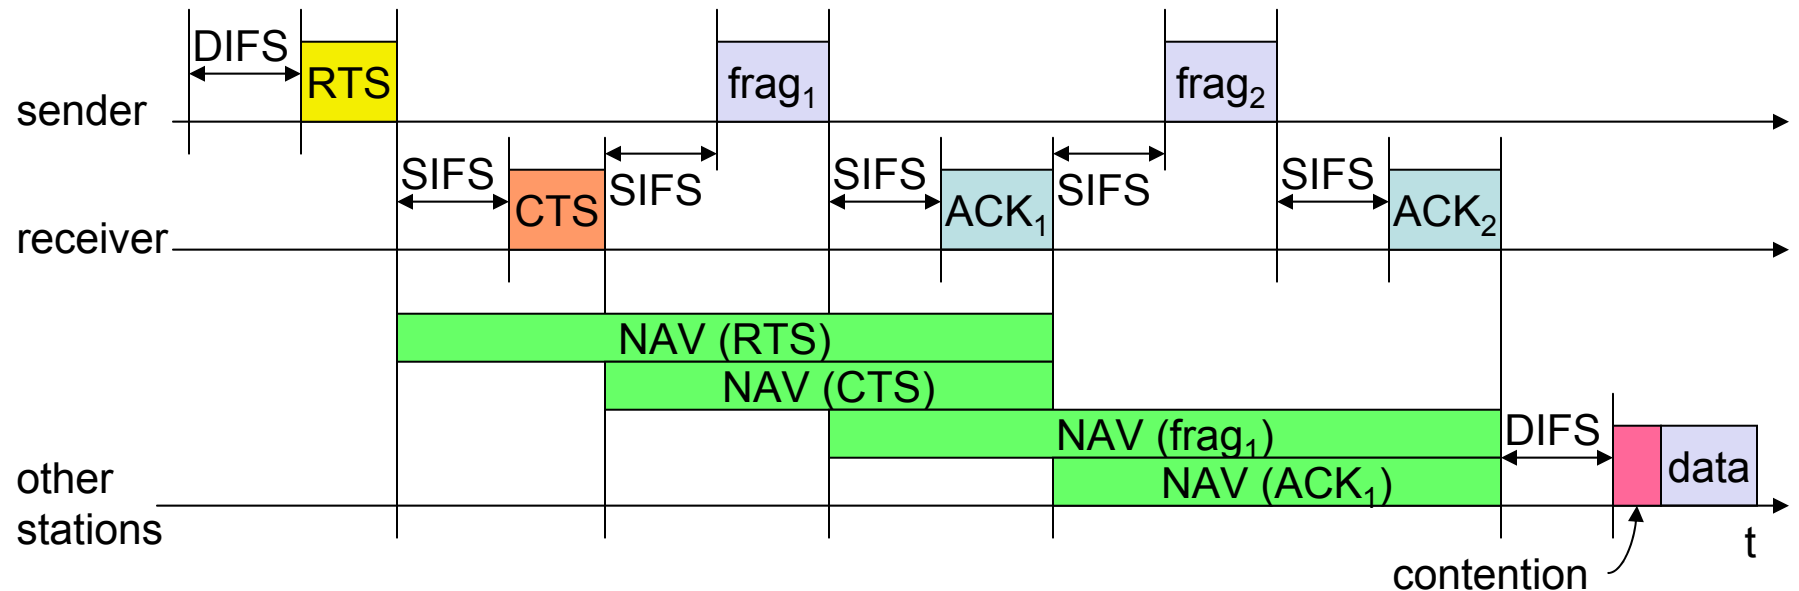 DIFS
RTS
frag₁
frag₂
sender
SIFS
CTS
SIFS
SIFS
ACK₁
SIFS
SIFS
ACK₂
receiver
NAV (RTS)
NAV (CTS)
NAV (frag₁)
NAV (ACK₁)
DIFS
data
other
stations
t
contention